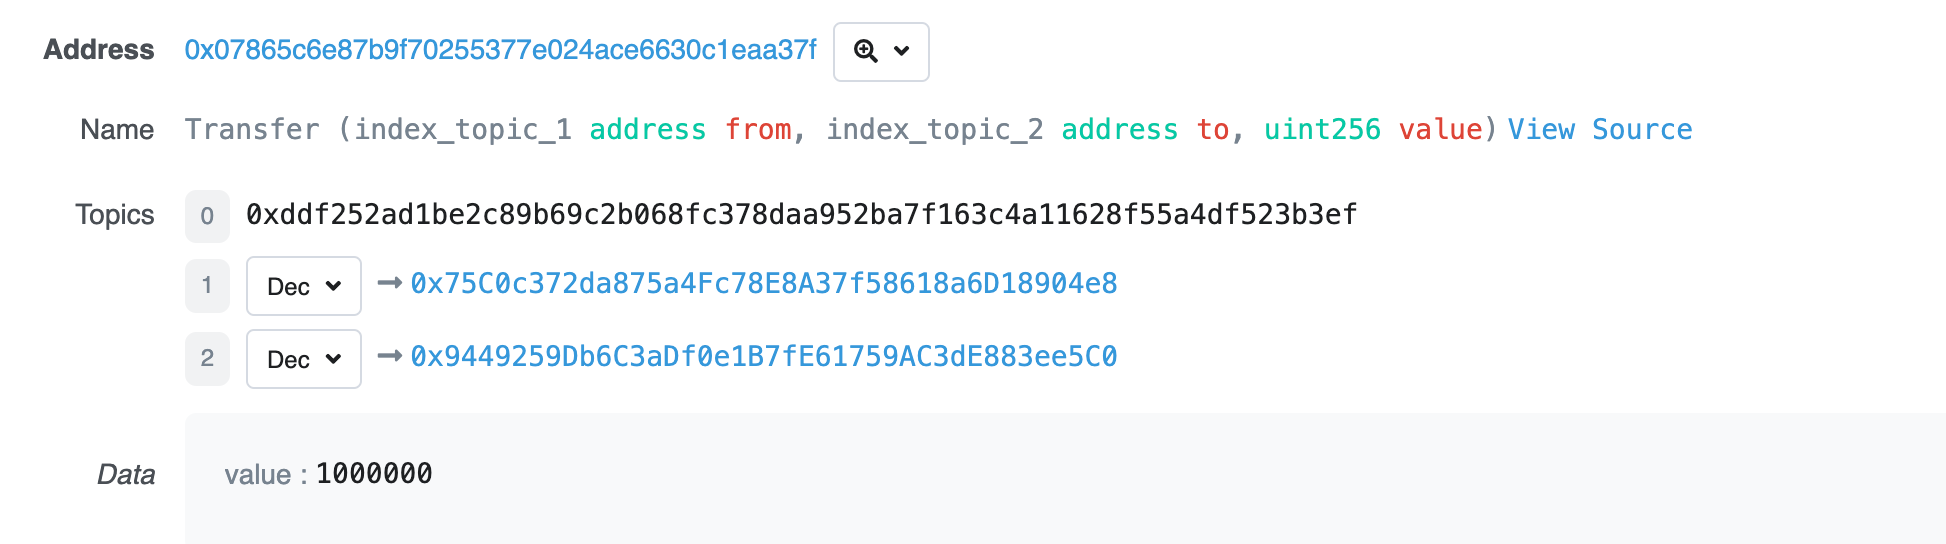 Address 0x07865c6e87b9f70255377e024ace6630c1eaa37f
Name Transfer (index_topic_1 address from, index_topic_2 address to, uint256 value) View Source
Topics 0 0xddf252ad1be2c89b69c2b068fc378daa952ba7f163c4a11628f55a4df523b3ef
1 Dec → 0x75C0c372da875a4Fc78E8A37f58618a6D18904e8
2 Dec → 0x9449259Db6C3aDf0e1B7fE61759AC3dE883ee5C0
Data value : 1000000